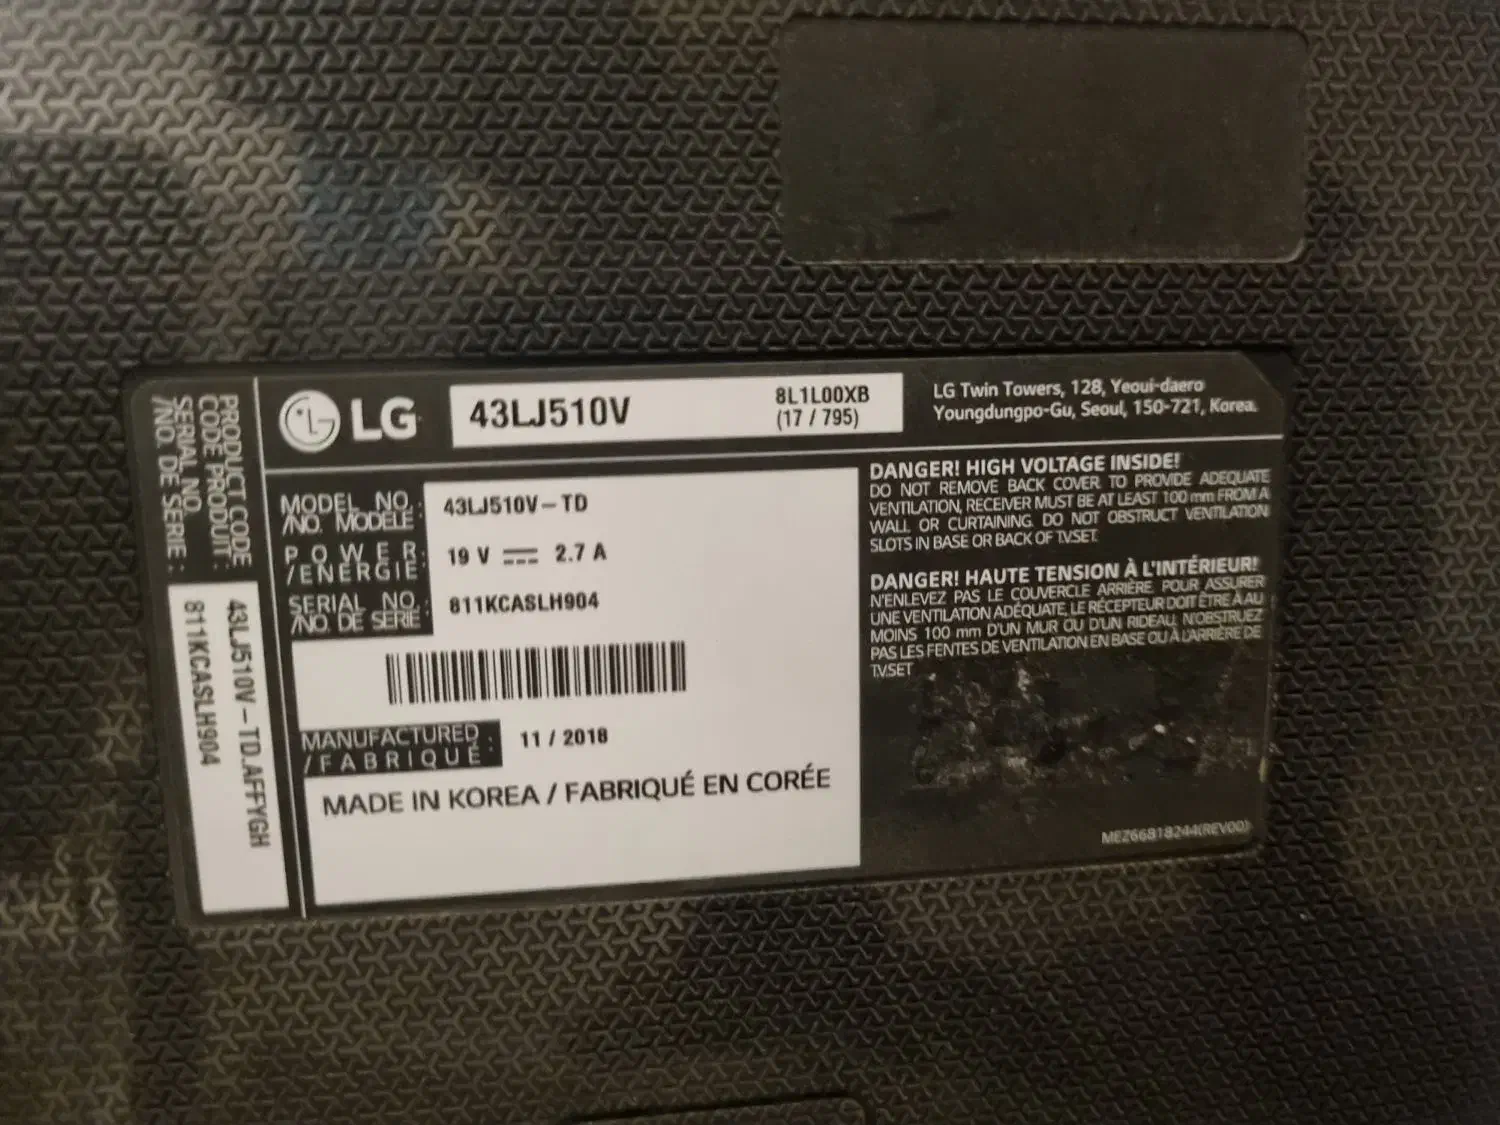 LG
43LJ510V
8L1L00XB
(17 / 795)
LG Twin Towers, 128, Yeoui-daero
Youngdungpo-Gu, Seoul, 150-721, Korea.
PRODUCT CODE
CODE PRODUIT :
SERIAL NO.
/NO. DE SÉRIE :
43LJ510V-TD.AFFYGH
811KCASLH904
MODEL NO. :
/NO. MODÈLE
43LJ510V-TD
POWER :
/ÉNERGIE
19 V ⎓ 2.7 A
SERIAL NO. :
/NO. DE SÉRIE
811KCASLH904
MANUFACTURED :
/FABRIQUÉ
11 / 2018
MADE IN KOREA / FABRIQUÉ EN CORÉE
DANGER! HIGH VOLTAGE INSIDE!
DO NOT REMOVE BACK COVER. TO PROVIDE ADEQUATE
VENTILATION, RECEIVER MUST BE AT LEAST 100 mm FROM A
WALL OR CURTAINING. DO NOT OBSTRUCT VENTILATION
SLOTS IN BASE OR BACK OF T.V.SET.
DANGER! HAUTE TENSION À L'INTÉRIEUR!
N'ENLEVEZ PAS LE COUVERCLE ARRIÈRE. POUR ASSURER
UNE VENTILATION ADÉQUATE, LE RÉCEPTEUR DOIT ÊTRE À AU
MOINS 100 mm D'UN MUR OU D'UN RIDEAU. N'OBSTRUEZ
PAS LES FENTES DE VENTILATION EN BASE OU À L'ARRIÈRE DE
T.V.SET
MEZ66818244(REV00)